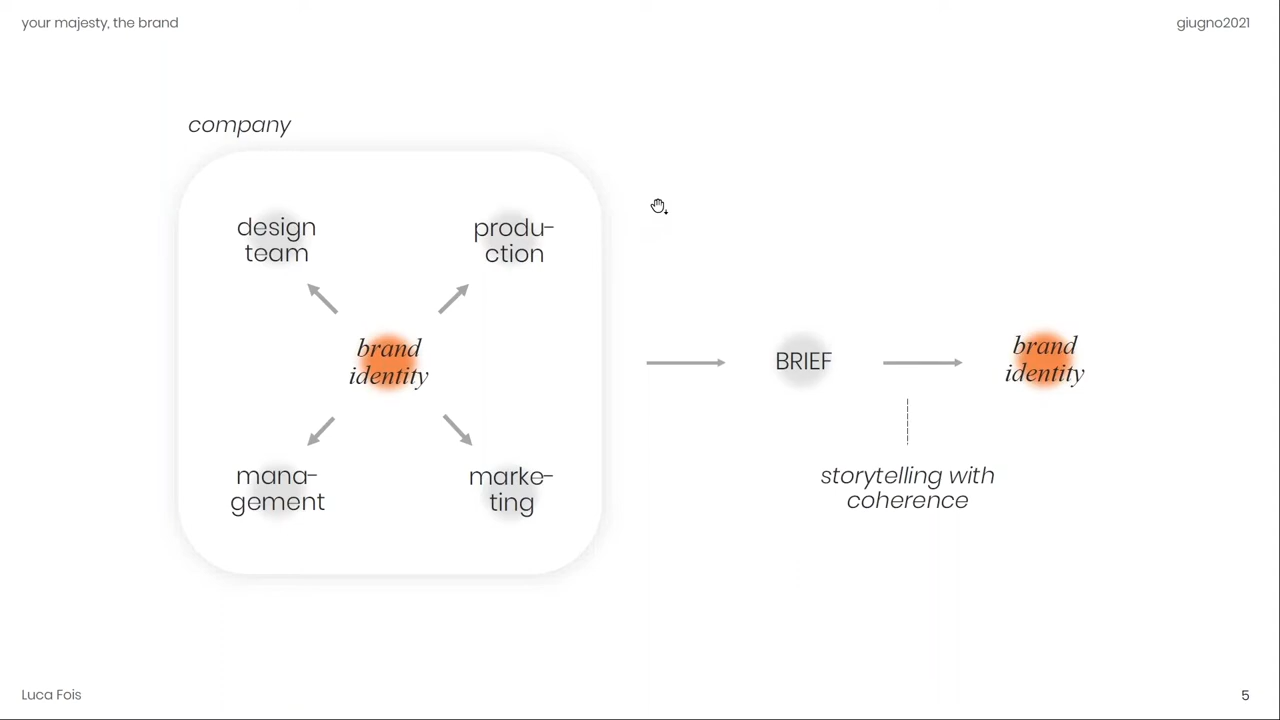 your majesty, the brand
giugno2021
company
design
team
produ-
ction
brand
identity
mana-
gement
marke-
ting
BRIEF
brand
identity
storytelling with
coherence
Luca Fois
5